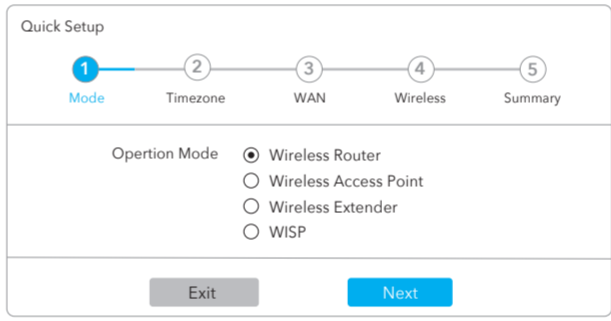 Quick Setup
1 2 3 4 5
Mode Timezone WAN Wireless Summary
Opertion Mode Wireless Router
Wireless Access Point
Wireless Extender
WISP
Exit Next